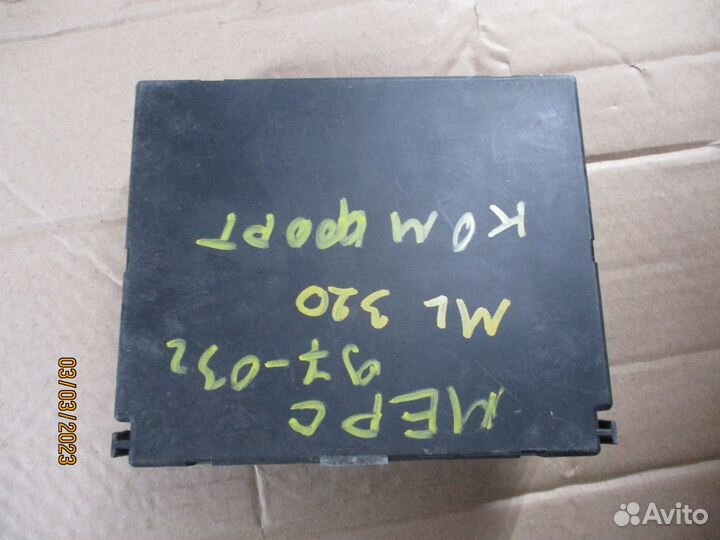 МЕРС
97-03г
ML 320
КОМФОРТ
03/03/2023
Avito